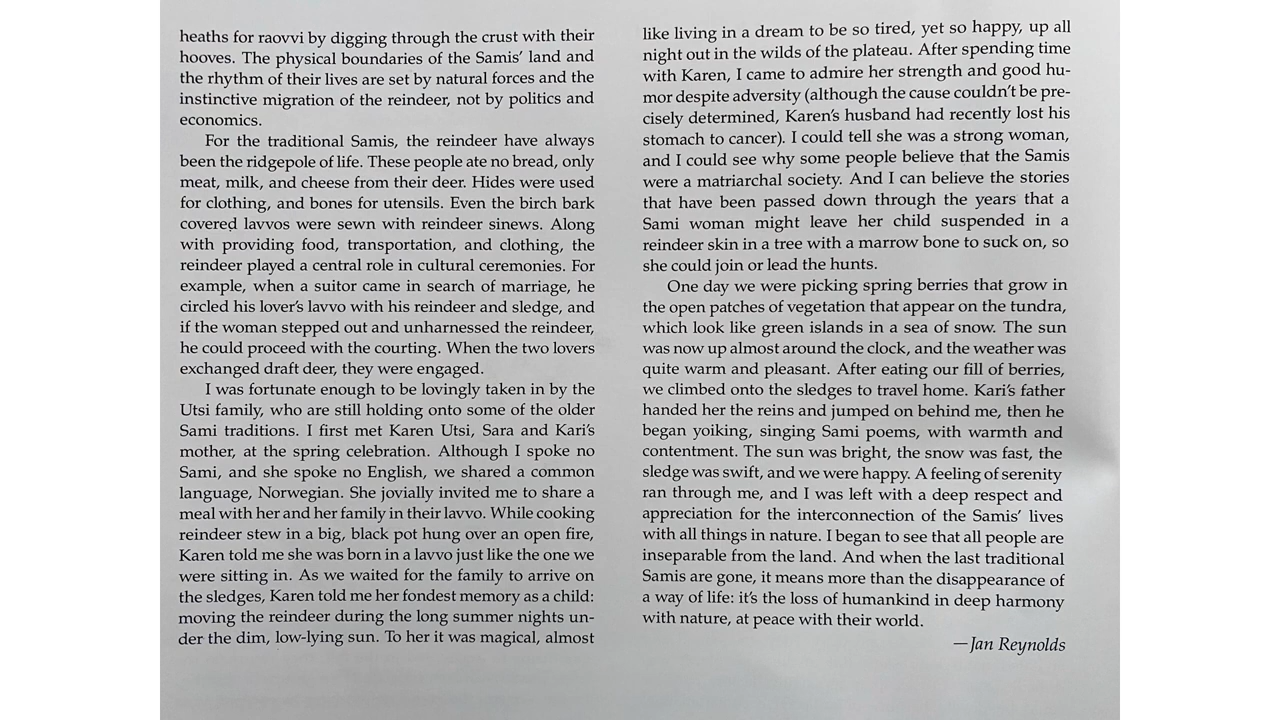 heaths for raovvi by digging through the crust with their
hooves. The physical boundaries of the Samis' land and
the rhythm of their lives are set by natural forces and the
instinctive migration of the reindeer, not by politics and
economics.
For the traditional Samis, the reindeer have always
been the ridgepole of life. These people ate no bread, only
meat, milk, and cheese from their deer. Hides were used
for clothing, and bones for utensils. Even the birch bark
covered lavvos were sewn with reindeer sinews. Along
with providing food, transportation, and clothing, the
reindeer played a central role in cultural ceremonies. For
example, when a suitor came in search of marriage, he
circled his lover's lavvo with his reindeer and sledge, and
if the woman stepped out and unharnessed the reindeer,
he could proceed with the courting. When the two lovers
exchanged draft deer, they were engaged.
I was fortunate enough to be lovingly taken in by the
Utsi family, who are still holding onto some of the older
Sami traditions. I first met Karen Utsi, Sara and Kari's
mother, at the spring celebration. Although I spoke no
Sami, and she spoke no English, we shared a common
language, Norwegian. She jovially invited me to share a
meal with her and her family in their lavvo. While cooking
reindeer stew in a big, black pot hung over an open fire,
Karen told me she was born in a lavvo just like the one we
were sitting in. As we waited for the family to arrive on
the sledges, Karen told me her fondest memory as a child:
moving the reindeer during the long summer nights un-
der the dim, low-lying sun. To her it was magical, almost
like living in a dream to be so tired, yet so happy, up all
night out in the wilds of the plateau. After spending time
with Karen, I came to admire her strength and good hu-
mor despite adversity (although the cause couldn't be pre-
cisely determined, Karen's husband had recently lost his
stomach to cancer). I could tell she was a strong woman,
and I could see why some people believe that the Samis
were a matriarchal society. And I can believe the stories
that have been passed down through the years that a
Sami woman might leave her child suspended in a
reindeer skin in a tree with a marrow bone to suck on, so
she could join or lead the hunts.
One day we were picking spring berries that grow in
the open patches of vegetation that appear on the tundra,
which look like green islands in a sea of snow. The sun
was now up almost around the clock, and the weather was
quite warm and pleasant. After eating our fill of berries,
we climbed onto the sledges to travel home. Kari's father
handed her the reins and jumped on behind me, then he
began yoiking, singing Sami poems, with warmth and
contentment. The sun was bright, the snow was fast, the
sledge was swift, and we were happy. A feeling of serenity
ran through me, and I was left with a deep respect and
appreciation for the interconnection of the Samis' lives
with all things in nature. I began to see that all people are
inseparable from the land. And when the last traditional
Samis are gone, it means more than the disappearance of
a way of life: it's the loss of humankind in deep harmony
with nature, at peace with their world.
—Jan Reynolds